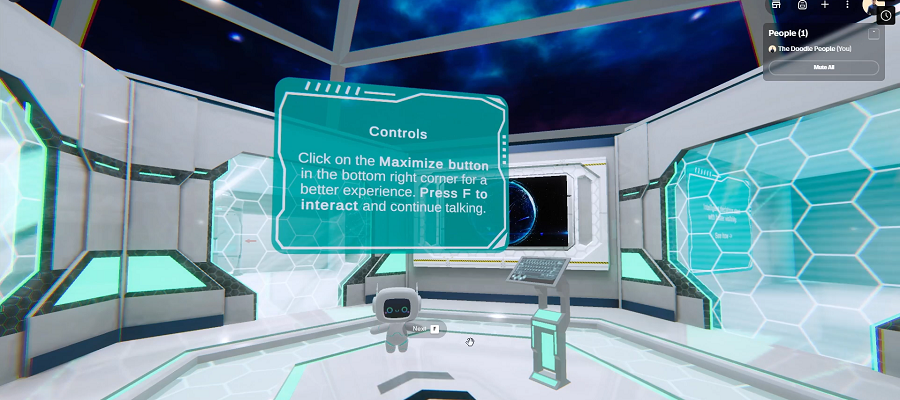 People (1)
The Doodle People (You)
Mute All
Controls
Click on the Maximize button
in the bottom right corner for a
better experience. Press F to
interact and continue talking.
Next F